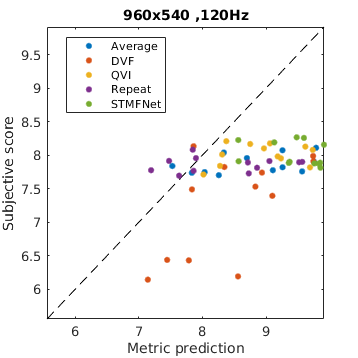 960x540 ,120Hz
Average
DVF
QVI
Repeat
STMFNet
9.5
9
8.5
8
7.5
7
6.5
6
Subjective score
6
7
8
9
Metric prediction